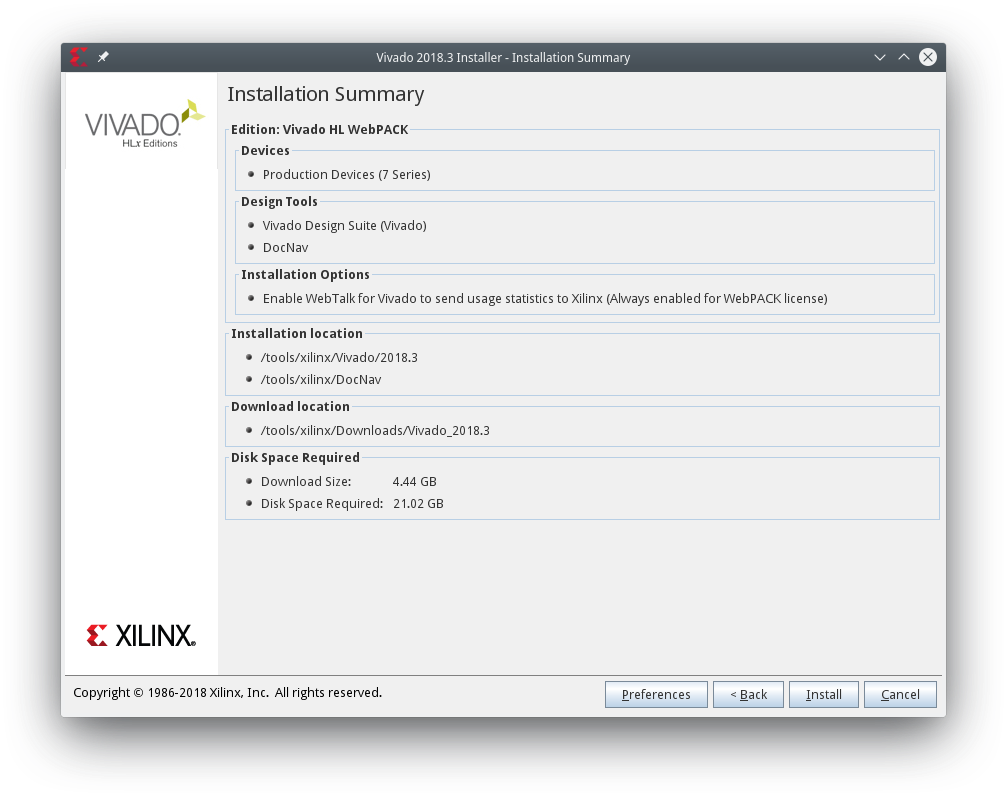 Vivado 2018.3 Installer - Installation Summary
VIVADO.
HLx Editions
Installation Summary
Edition: Vivado HL WebPACK
Devices
Production Devices (7 Series)
Design Tools
Vivado Design Suite (Vivado)
DocNav
Installation Options
Enable WebTalk for Vivado to send usage statistics to Xilinx (Always enabled for WebPACK license)
Installation location
/tools/xilinx/Vivado/2018.3
/tools/xilinx/DocNav
Download location
/tools/xilinx/Downloads/Vivado_2018.3
Disk Space Required
Download Size: 4.44 GB
Disk Space Required: 21.02 GB
XILINX®
Copyright © 1986-2018 Xilinx, Inc. All rights reserved.
Preferences < Back Install Cancel